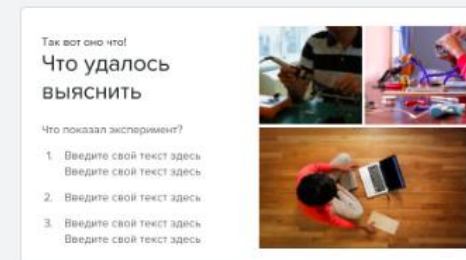 Так вот оно что!
Что удалось
выяснить
Что показал эксперимент?
1. Введите свой текст здесь
Введите свой текст здесь
2. Введите свой текст здесь
3. Введите свой текст здесь
Введите свой текст здесь